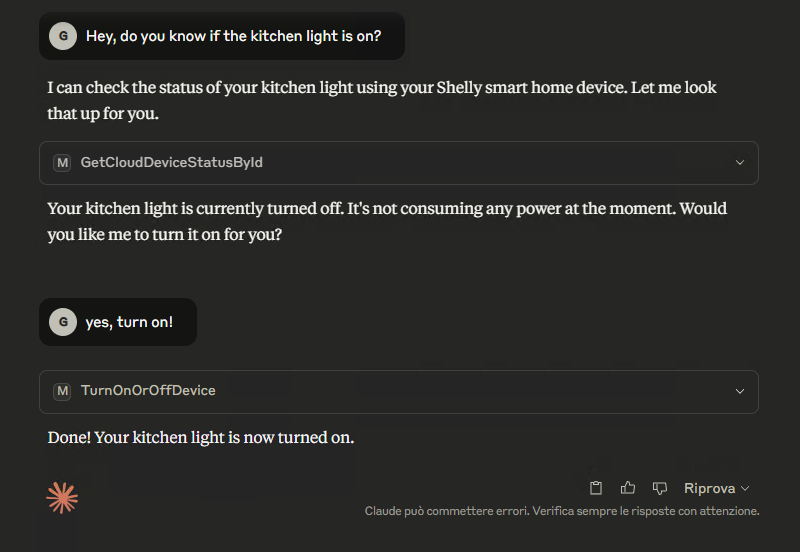 G Hey, do you know if the kitchen light is on?
I can check the status of your kitchen light using your Shelly smart home device. Let me look
that up for you.
M GetCloudDeviceStatusById
Your kitchen light is currently turned off. It's not consuming any power at the moment. Would
you like me to turn it on for you?
G yes, turn on!
M TurnOnOrOffDevice
Done! Your kitchen light is now turned on.
Riprova
Claude può commettere errori. Verifica sempre le risposte con attenzione.